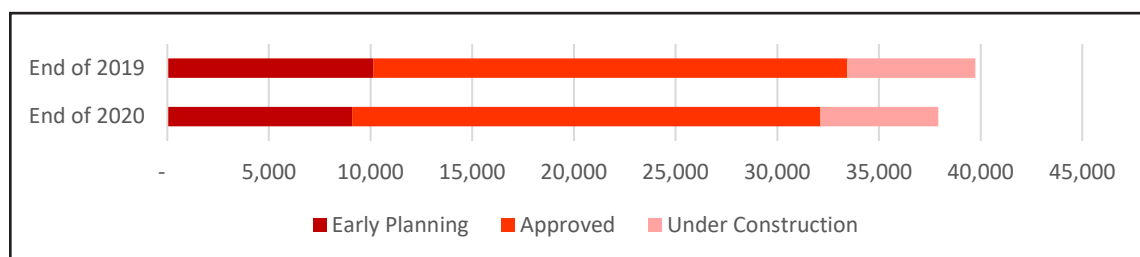 End of 2019
End of 2020
- 5,000 10,000 15,000 20,000 25,000 30,000 35,000 40,000 45,000
Early Planning Approved Under Construction